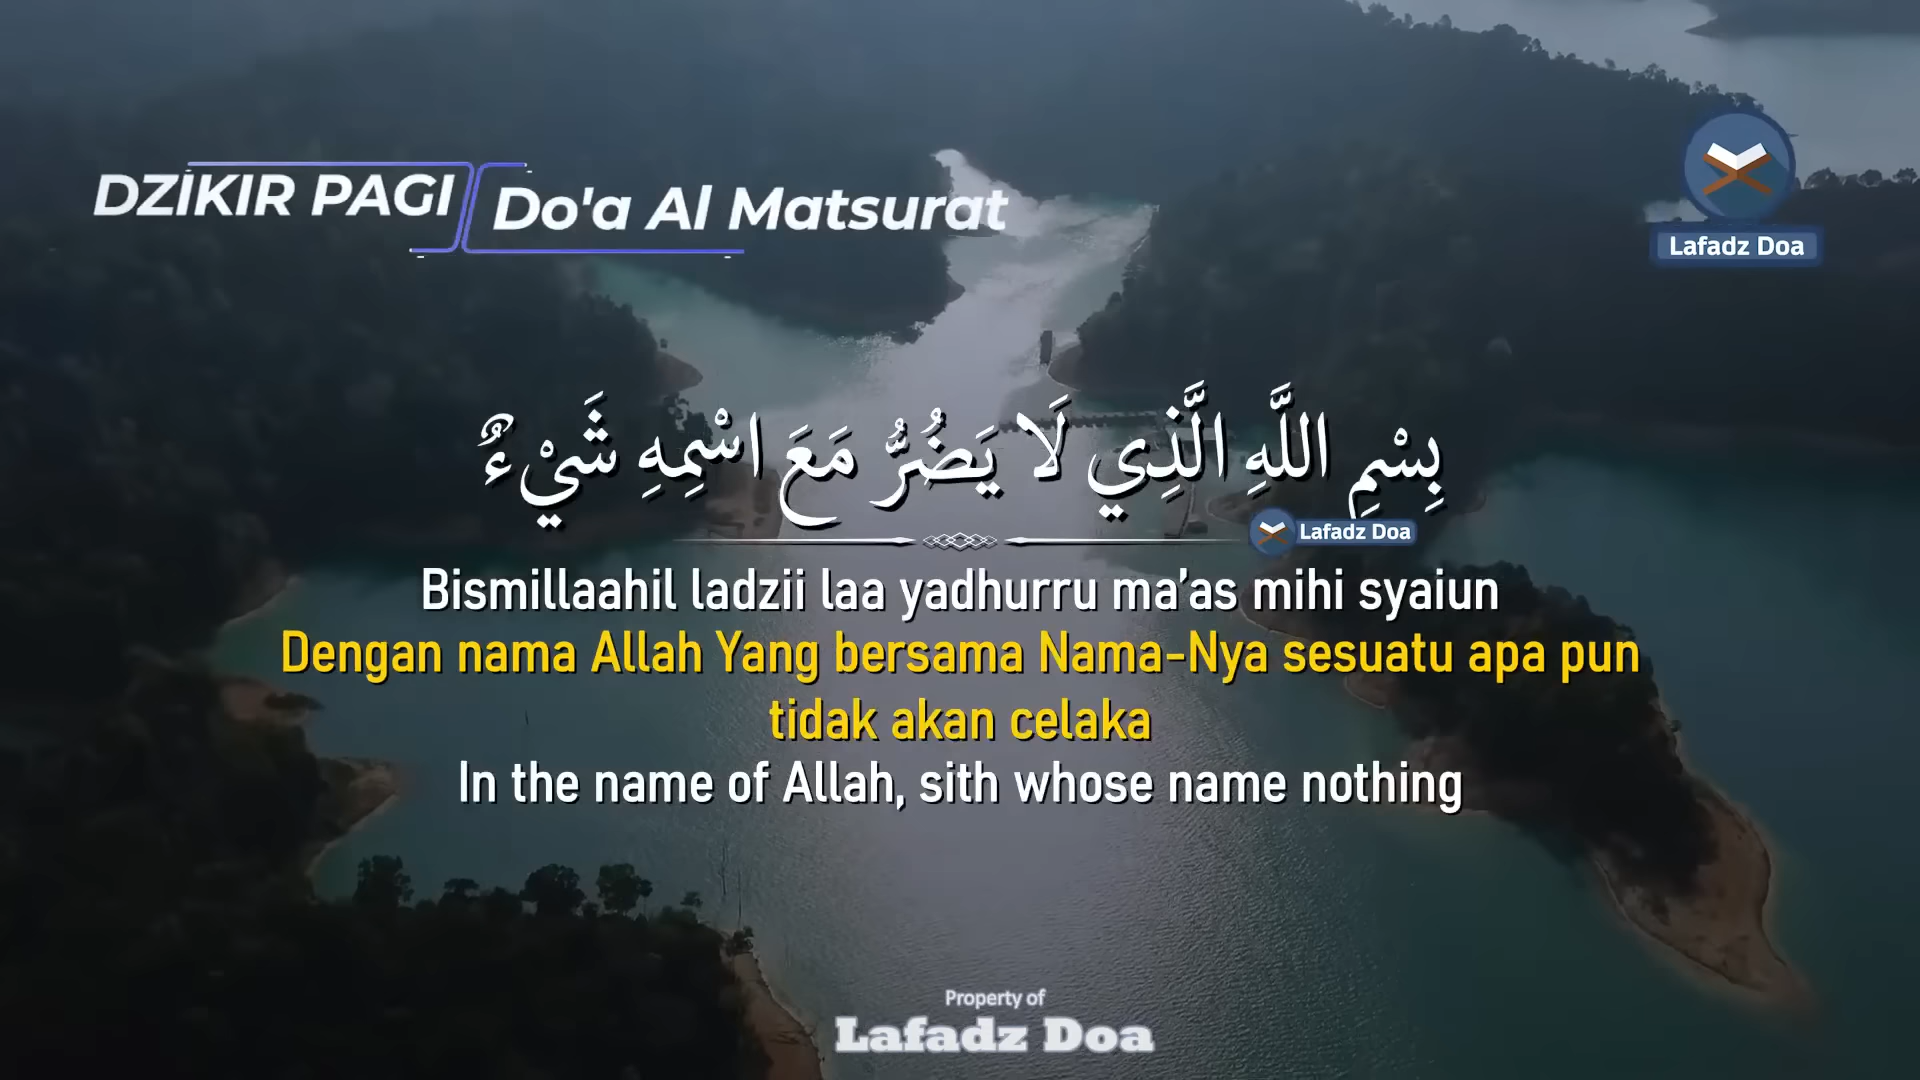 DZIKIR PAGI
Do'a Al Matsurat
Lafadz Doa
بِسْمِ اللَّهِ الَّذِي لَا يَضُرُّ مَعَ اسْمِهِ شَيْءٌ
Lafadz Doa
Bismillaahil ladzii laa yadhurru ma’as mihi syaiun
Dengan nama Allah Yang bersama Nama-Nya sesuatu apa pun
tidak akan celaka
In the name of Allah, sith whose name nothing
Property of
Lafadz Doa